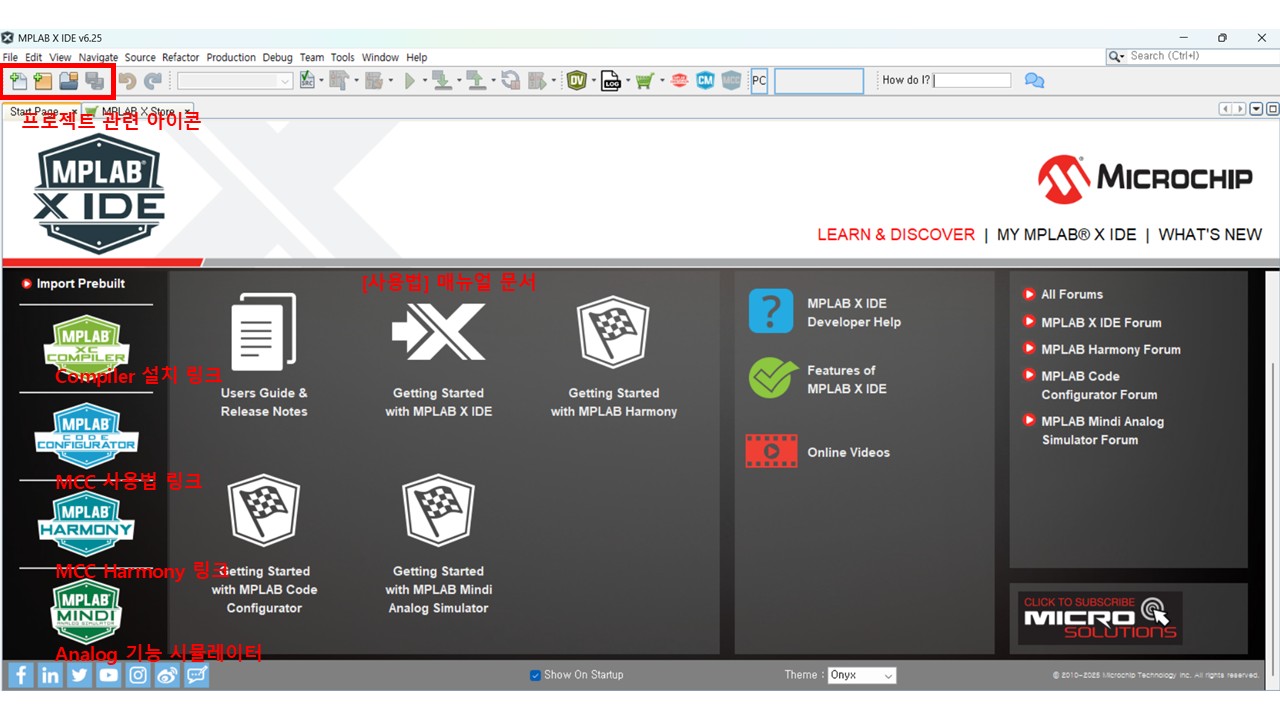 MPLAB X IDE v6.25
File Edit View Navigate Source Refactor Production Debug Team Tools Window Help
Search (Ctrl+I)
DV
LOG
CM
MCC
PC
How do I?
Start Page
MPLAB X Store
프로젝트 관련 아이콘
MPLAB®
X IDE
MICROCHIP
LEARN & DISCOVER | MY MPLAB® X IDE | WHAT'S NEW
Import Prebuilt
MPLAB®
XC
COMPILER
Compiler 설치 링크
MPLAB®
CODE
CONFIGURATOR
MCC 사용법 링크
MPLAB®
HARMONY
MCC Harmony 링크
MPLAB®
MINDI
ANALOG SIMULATOR
Analog 기능 시뮬레이터
[사용법] 매뉴얼 문서
Users Guide &
Release Notes
Getting Started
with MPLAB X IDE
Getting Started
with MPLAB Harmony
Getting Started
with MPLAB Code
Configurator
Getting Started
with MPLAB Mindi
Analog Simulator
MPLAB X IDE
Developer Help
Features of
MPLAB X IDE
Online Videos
All Forums
MPLAB X IDE Forum
MPLAB Harmony Forum
MPLAB Code
Configurator Forum
MPLAB Mindi Analog
Simulator Forum
CLICK TO SUBSCRIBE
MICRO
SOLUTIONS
Show On Startup
Theme : Onyx
© 2010-2025 Microchip Technology Inc. All rights reserved.